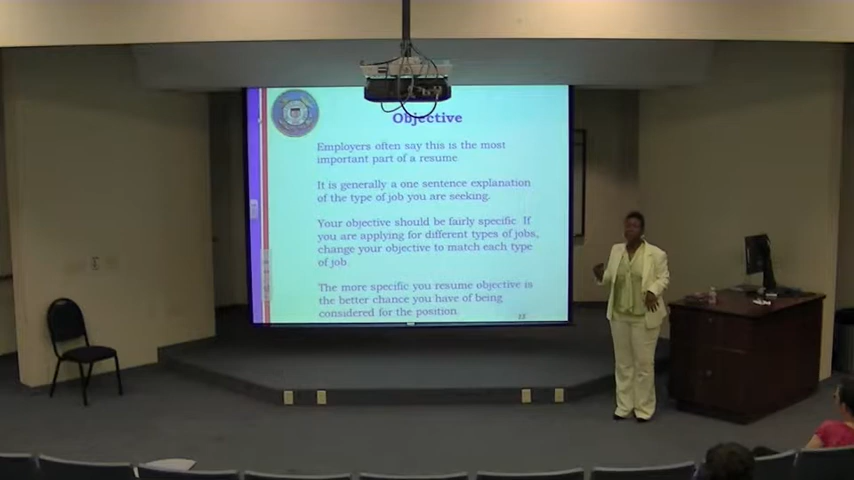 Objective
Employers often say this is the most
important part of a resume
It is generally a one sentence explanation
of the type of job you are seeking.
Your objective should be fairly specific If
you are applying for different types of jobs,
change your objective to match each type
of job
The more specific you resume objective is
the better chance you have of being
considered for the position.